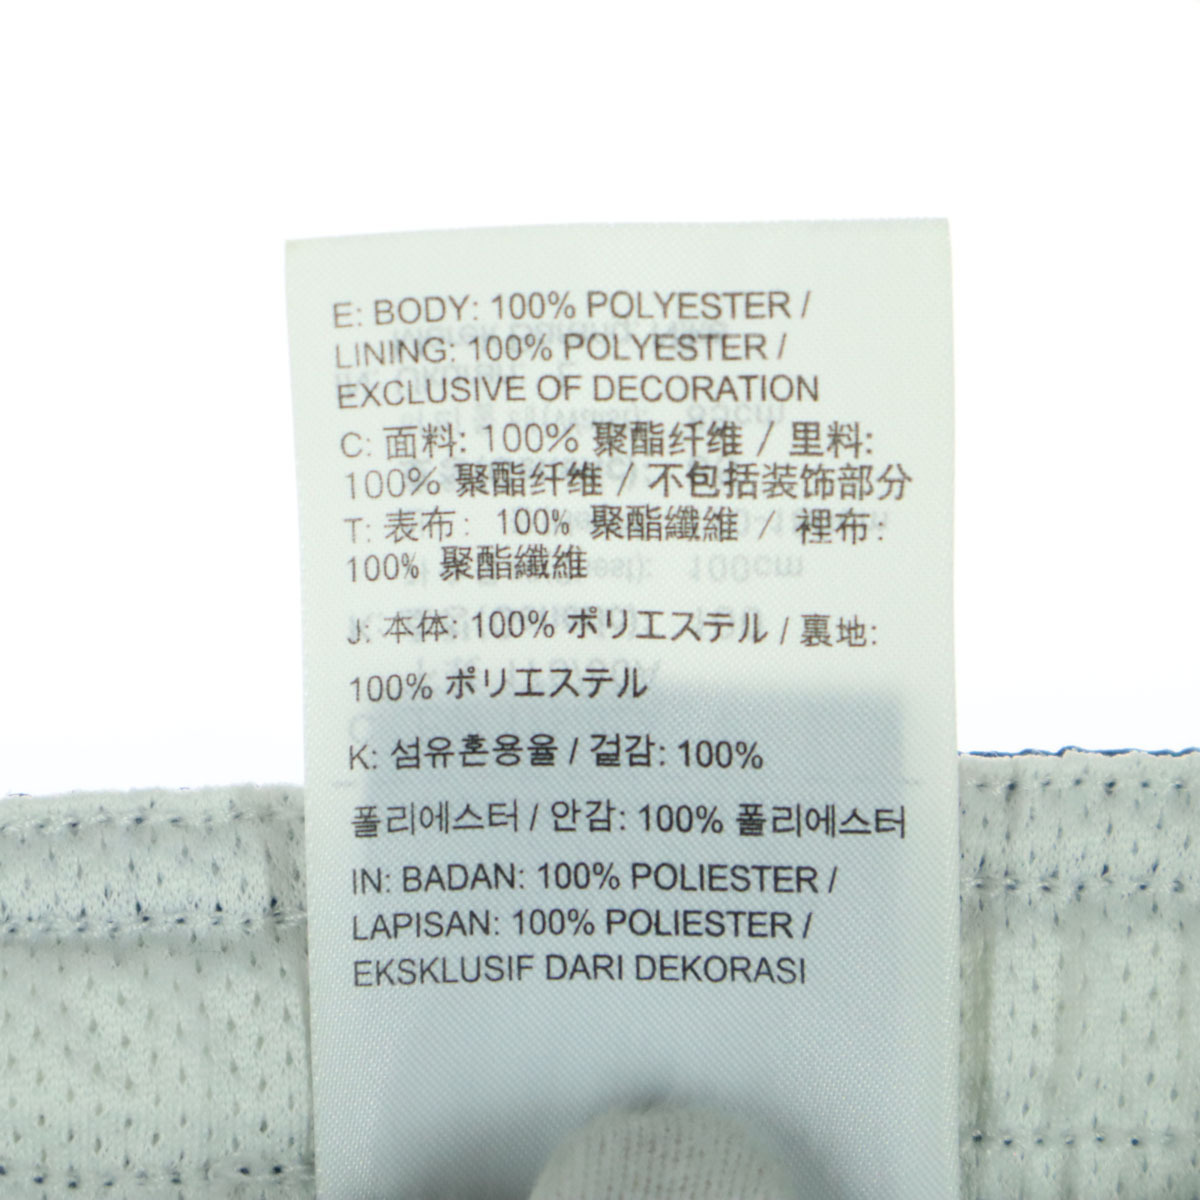 E: BODY: 100% POLYESTER /
LINING: 100% POLYESTER /
EXCLUSIVE OF DECORATION
C: 面料: 100% 聚酯纤维 / 里料:
100% 聚酯纤维 / 不包括装饰部分
T: 表布: 100% 聚酯纖維 / 裡布:
100% 聚酯纖維
J: 本体: 100% ポリエステル / 裏地:
100% ポリエステル
K: 섬유혼용율 / 겉감: 100%
폴리에스터 / 안감: 100% 폴리에스터
IN: BADAN: 100% POLIESTER /
LAPISAN: 100% POLIESTER /
EKSKLUSIF DARI DEKORASI